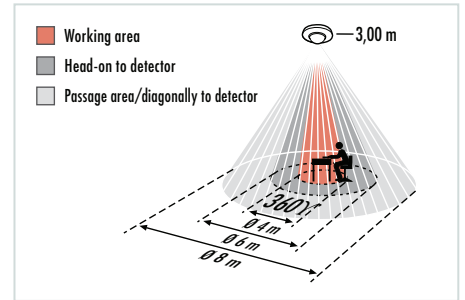 Working area
3,00 m
Head-on to detector
Passage area/diagonally to detector
360°
Ø 4 m
Ø 6 m
Ø 8 m